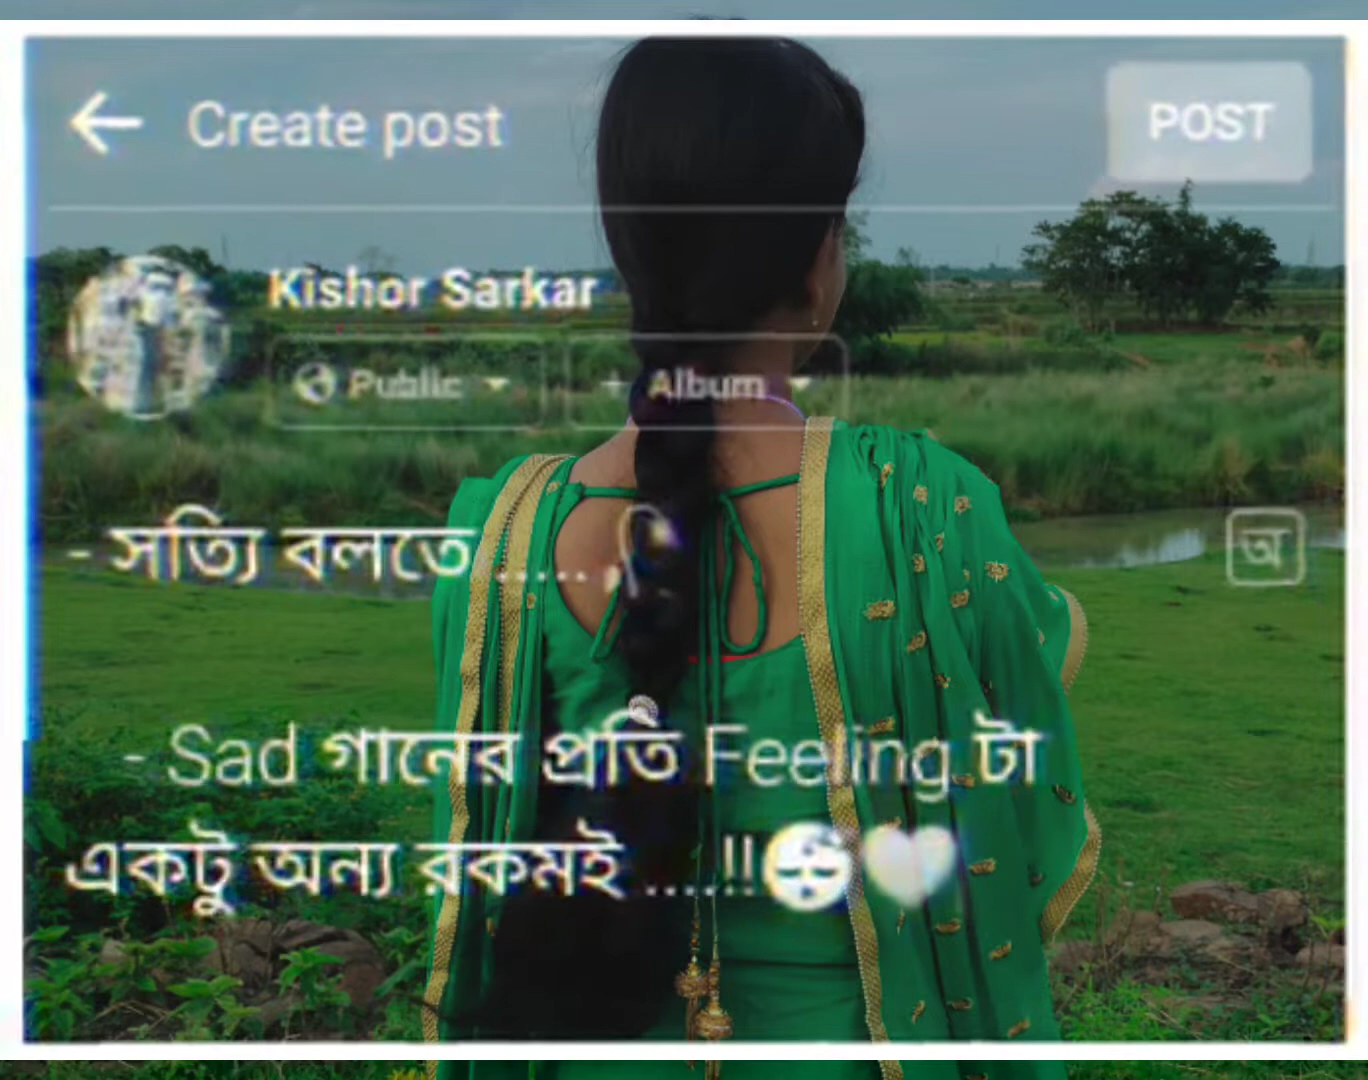 Create post
POST
Kishor Sarkar
Public
+ Album
- সত্যি বলতে .....🥀
অ
- Sad গানের প্রতি Feeling টা
একটু অন্য রকমই .....!!😌🤍